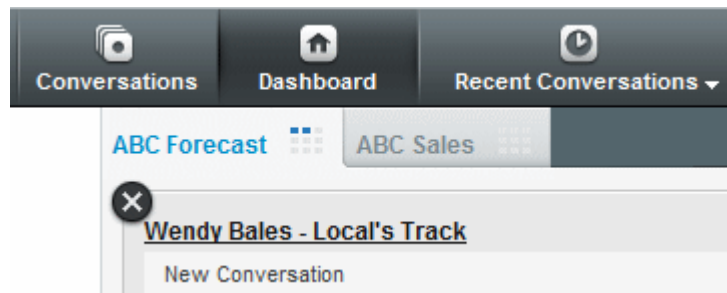 Conversations Dashboard Recent Conversations
ABC Forecast ABC Sales
Wendy Bales - Local's Track
New Conversation